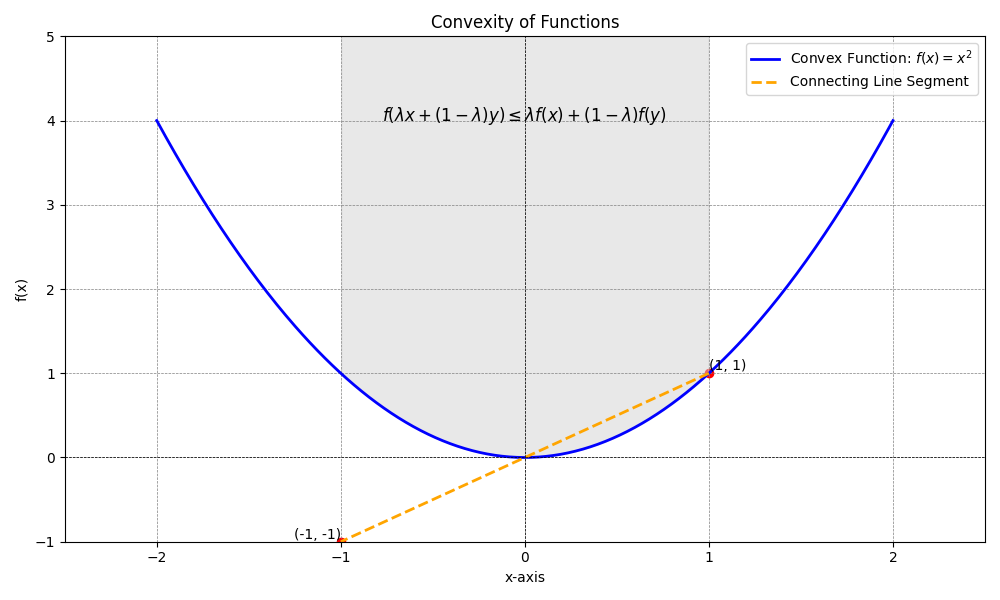 Convexity of Functions
Convex Function: f(x) = x²
Connecting Line Segment
f(λx + (1 − λ)y) ≤ λf(x) + (1 − λ)f(y)
(1, 1)
(-1, -1)
f(x)
5
4
3
2
1
0
−1
−2
−1
0
1
2
x-axis